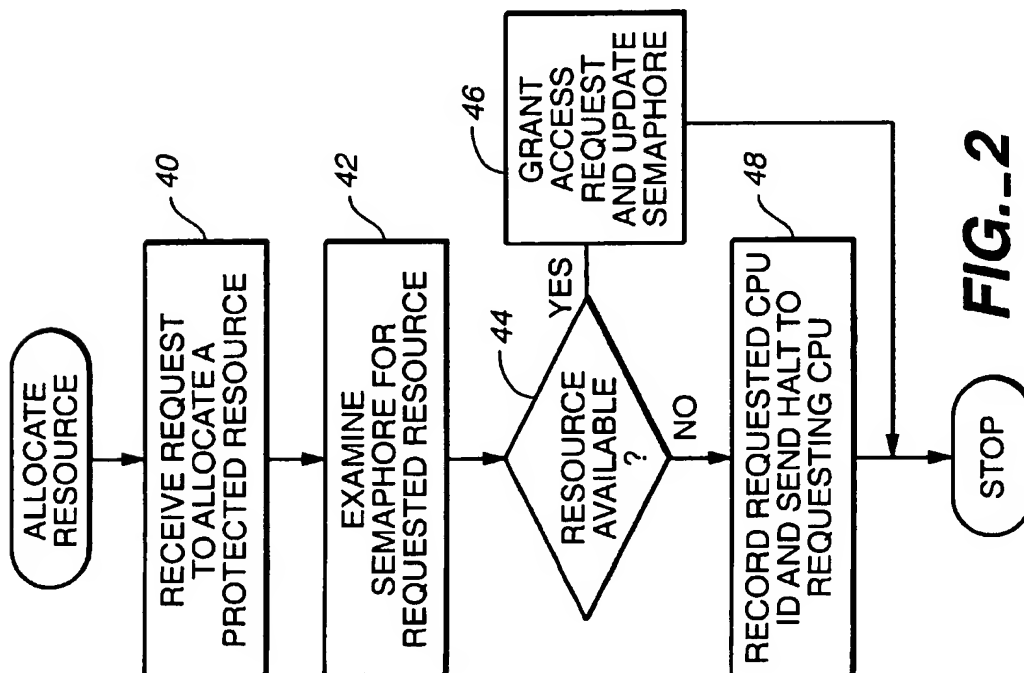 ALLOCATE
RESOURCE
40
RECEIVE REQUEST
TO ALLOCATE A
PROTECTED RESOURCE
42
EXAMINE
SEMAPHORE FOR
REQUESTED RESOURCE
44
RESOURCE
AVAILABLE
?
YES
46
GRANT
ACCESS
REQUEST
AND UPDATE
SEMAPHORE
NO
48
RECORD REQUESTED CPU
ID AND SEND HALT TO
REQUESTING CPU
STOP
FIG._2